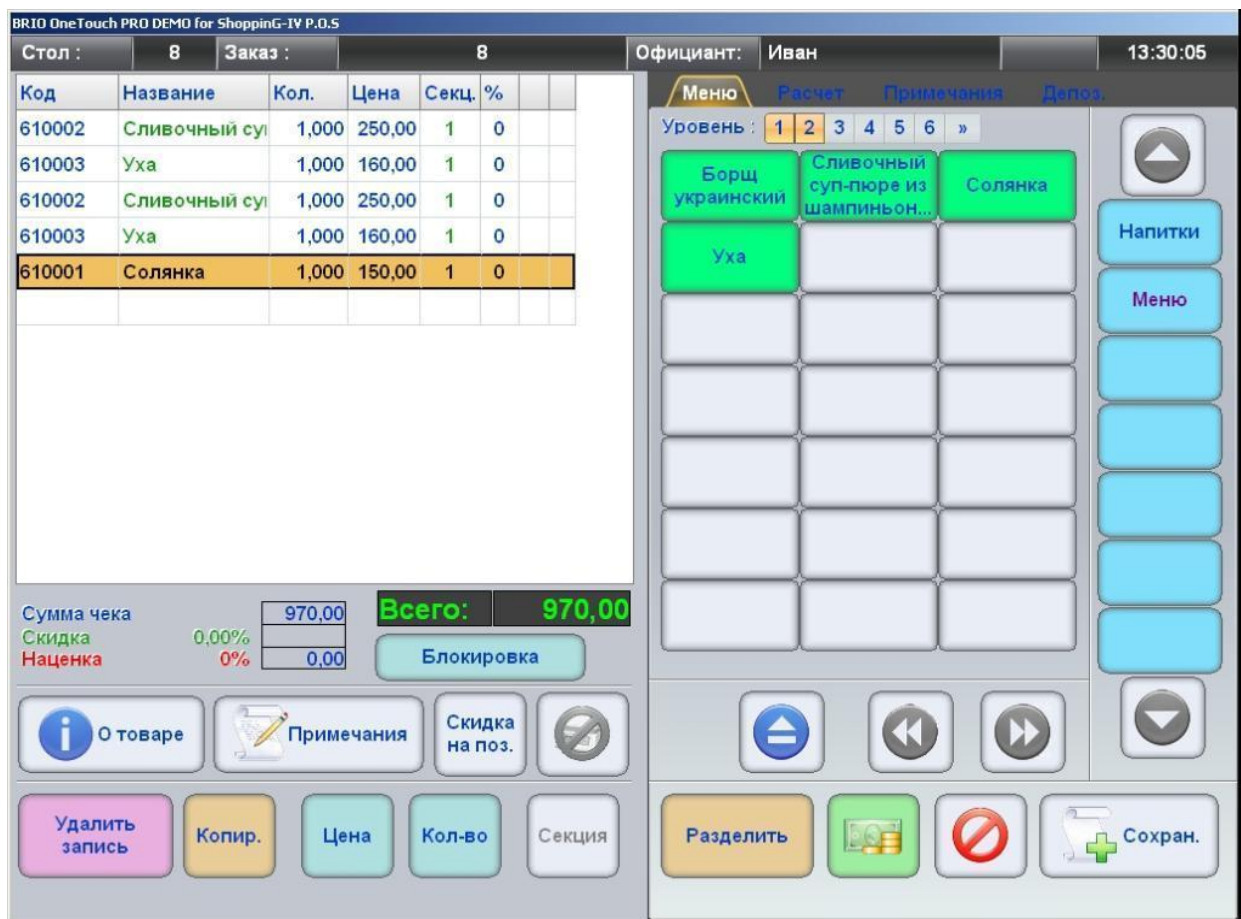 BRIO OneTouch PRO DEMO for ShoppinG-IV P.O.S
Стол : 8 Заказ : 8 Официант: Иван 13:30:05
Код Название Кол. Цена Секц. %
610002 Сливочный су 1,000 250,00 1 0
610003 Уха 1,000 160,00 1 0
610002 Сливочный су 1,000 250,00 1 0
610003 Уха 1,000 160,00 1 0
610001 Солянка 1,000 150,00 1 0
Сумма чека 970,00
Скидка 0,00%
Наценка 0% 0,00
Всего: 970,00
Блокировка
О товаре
Примечания
Скидка
на поз.
Удалить
запись
Копир.
Цена
Кол-во
Секция
Меню Расчет Примечания Депоз.
Уровень : 1 2 3 4 5 6 »
Борщ
украинский
Сливочный
суп-пюре из
шампиньон...
Солянка
Уха
Напитки
Меню
Разделить
Сохран.